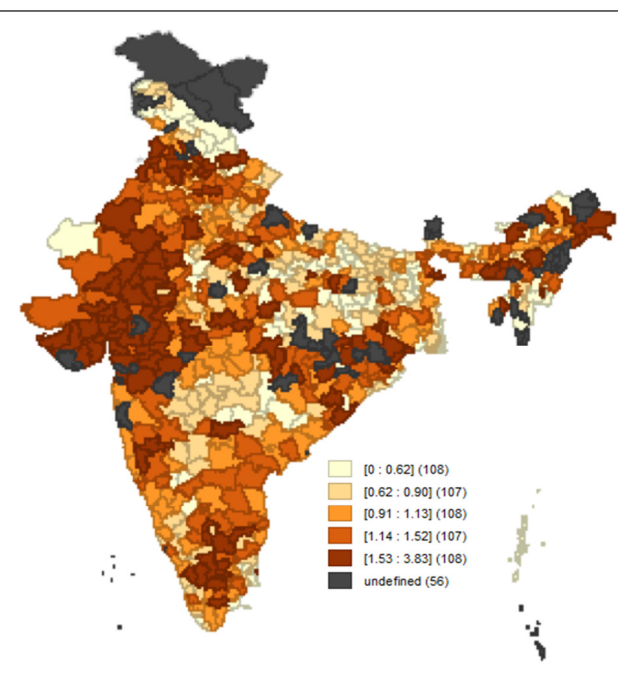 [0 : 0.62] (108)
[0.62 : 0.90] (107)
[0.91 : 1.13] (108)
[1.14 : 1.52] (107)
[1.53 : 3.83] (108)
undefined (56)